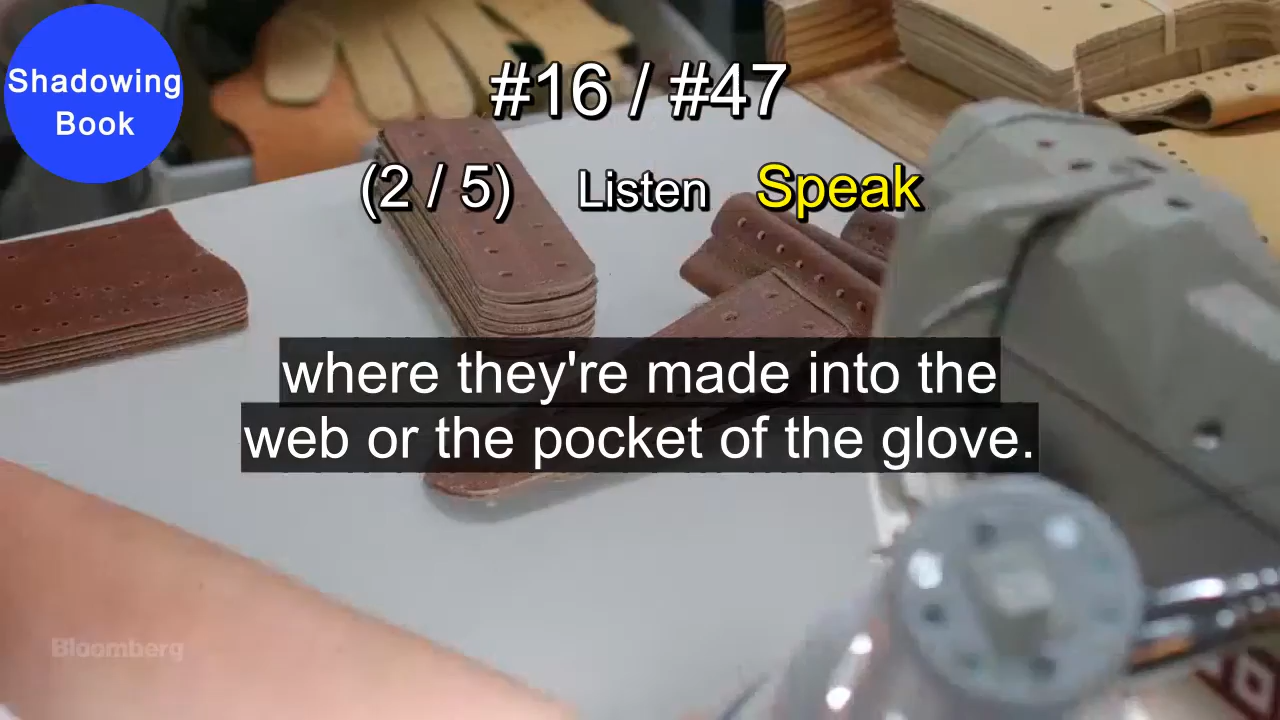 Shadowing
Book
#16 / #47
(2 / 5) Listen Speak
where they're made into the
web or the pocket of the glove.
Bloomberg